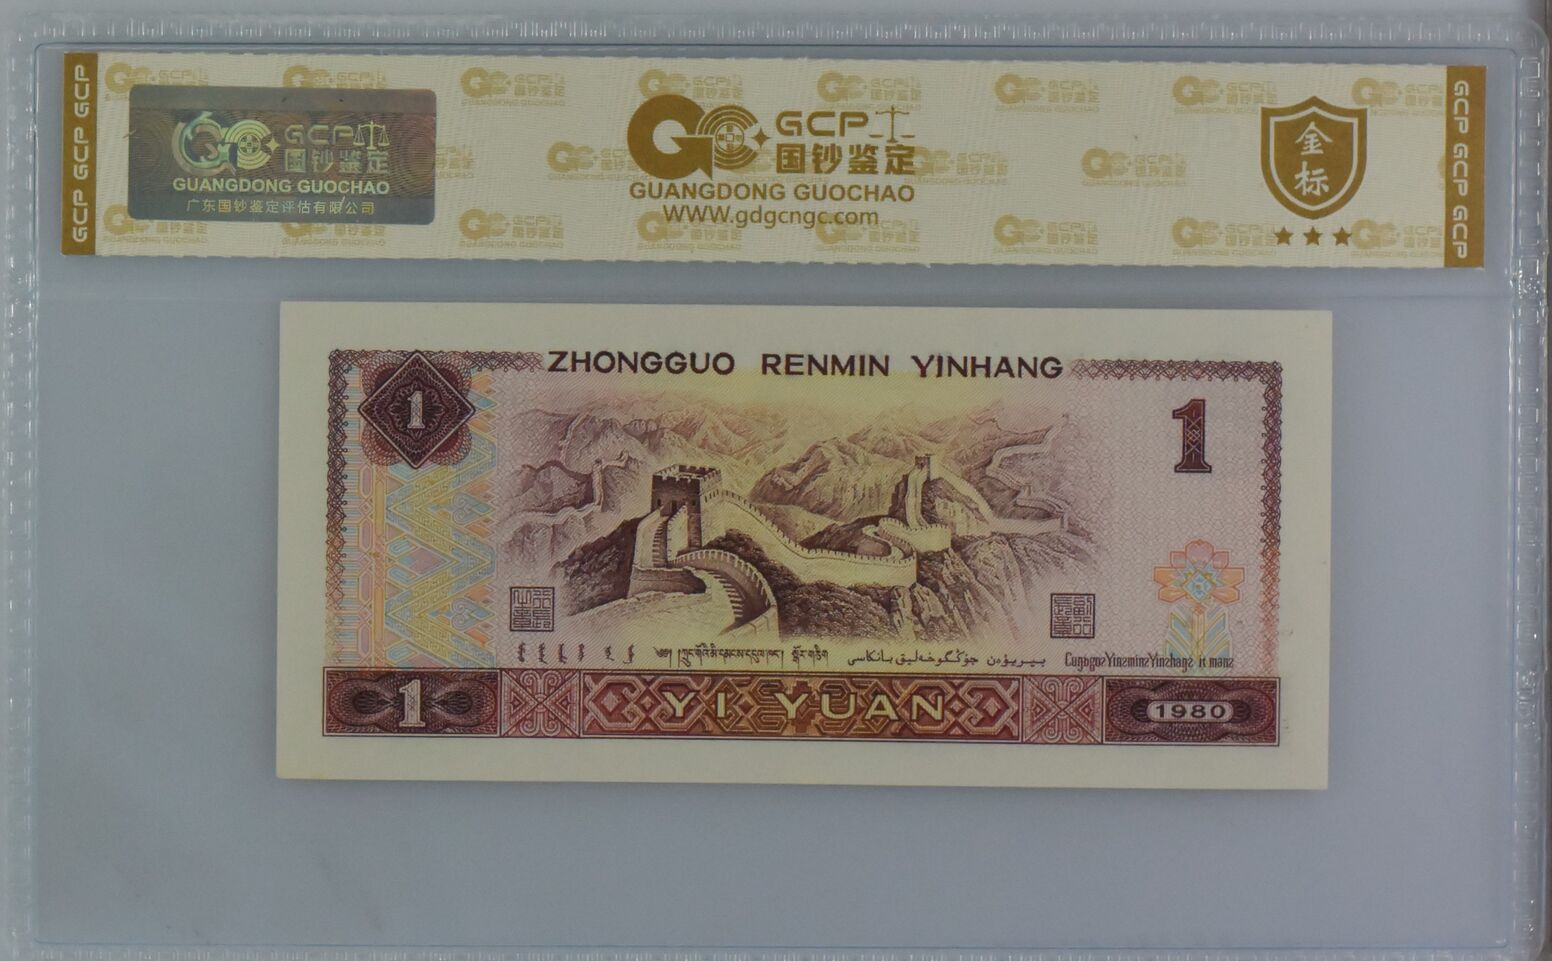 GCP GCP GCP
GCP 国钞鉴定
GUANGDONG GUOCHAO
广东国钞鉴定评估有限公司
GCP
国钞鉴定
GUANGDONG GUOCHAO
WWW.gdgcngc.com
金标
GCP GCP GCP
ZHONGGUO RENMIN YINHANG
1
1
1
YI YUAN
1980